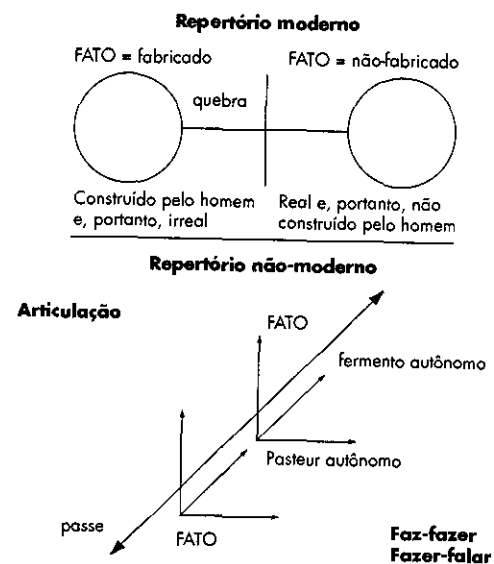 Repertório moderno
FATO = fabricado
FATO = não-fabricado
quebra
Construído pelo homem
e, portanto, irreal
Real e, portanto, não
construído pelo homem
Repertório não-moderno
Articulação
FATO
fermento autônomo
Pasteur autônomo
passe
FATO
Faz-fazer
Fazer-falar